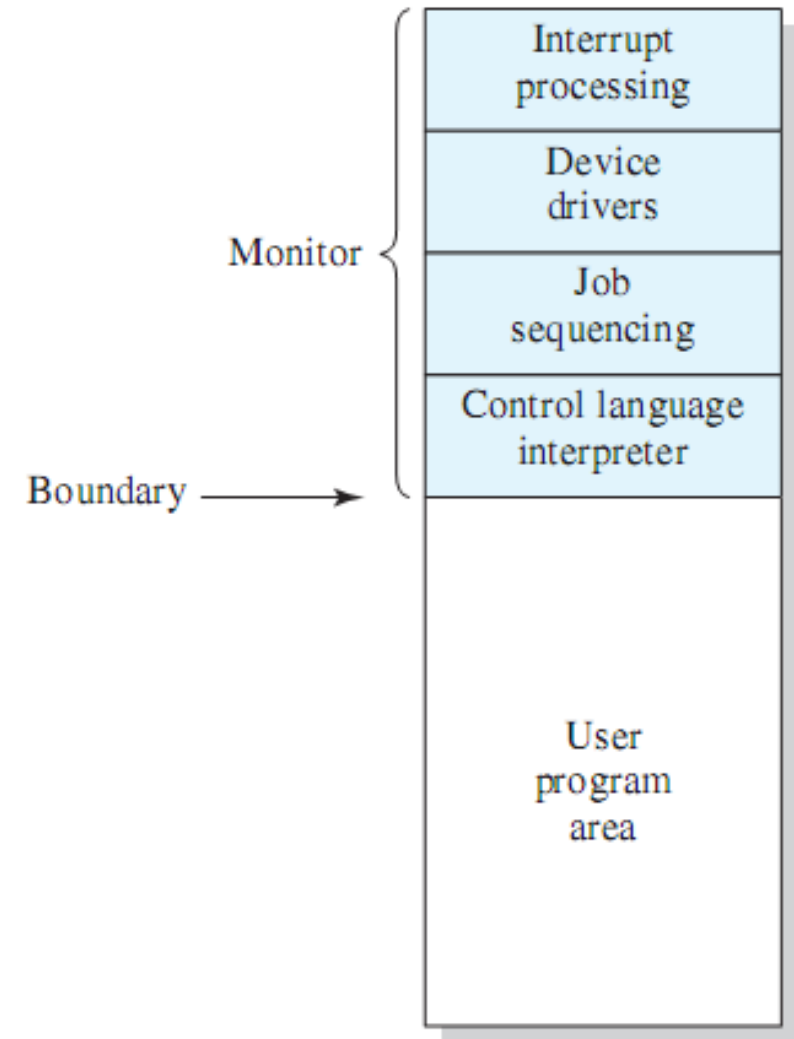 Interrupt
processing
Device
drivers
Monitor
Job
sequencing
Control language
interpreter
Boundary
User
program
area